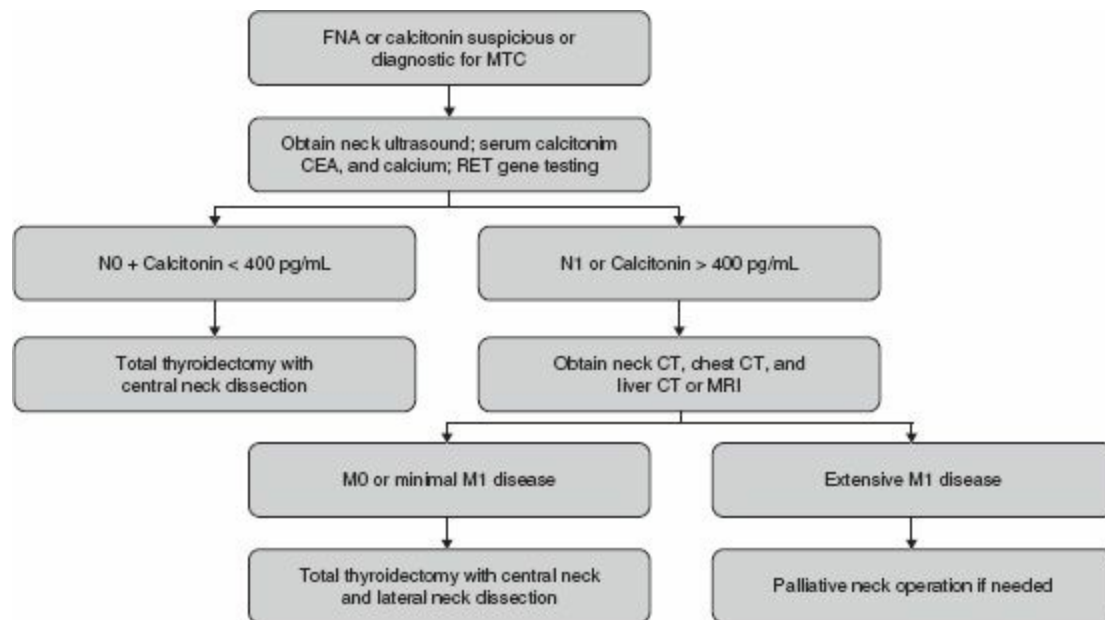 FNA or calcitonin suspicious or
diagnostic for MTC
Obtain neck ultrasound; serum calcitonim
CEA, and calcium; RET gene testing
N0 + Calcitonin < 400 pg/mL
N1 or Calcitonin > 400 pg/mL
Total thyroidectomy with
central neck dissection
Obtain neck CT, chest CT, and
liver CT or MRI
M0 or minimal M1 disease
Extensive M1 disease
Total thyroidectomy with central neck
and lateral neck dissection
Palliative neck operation if needed